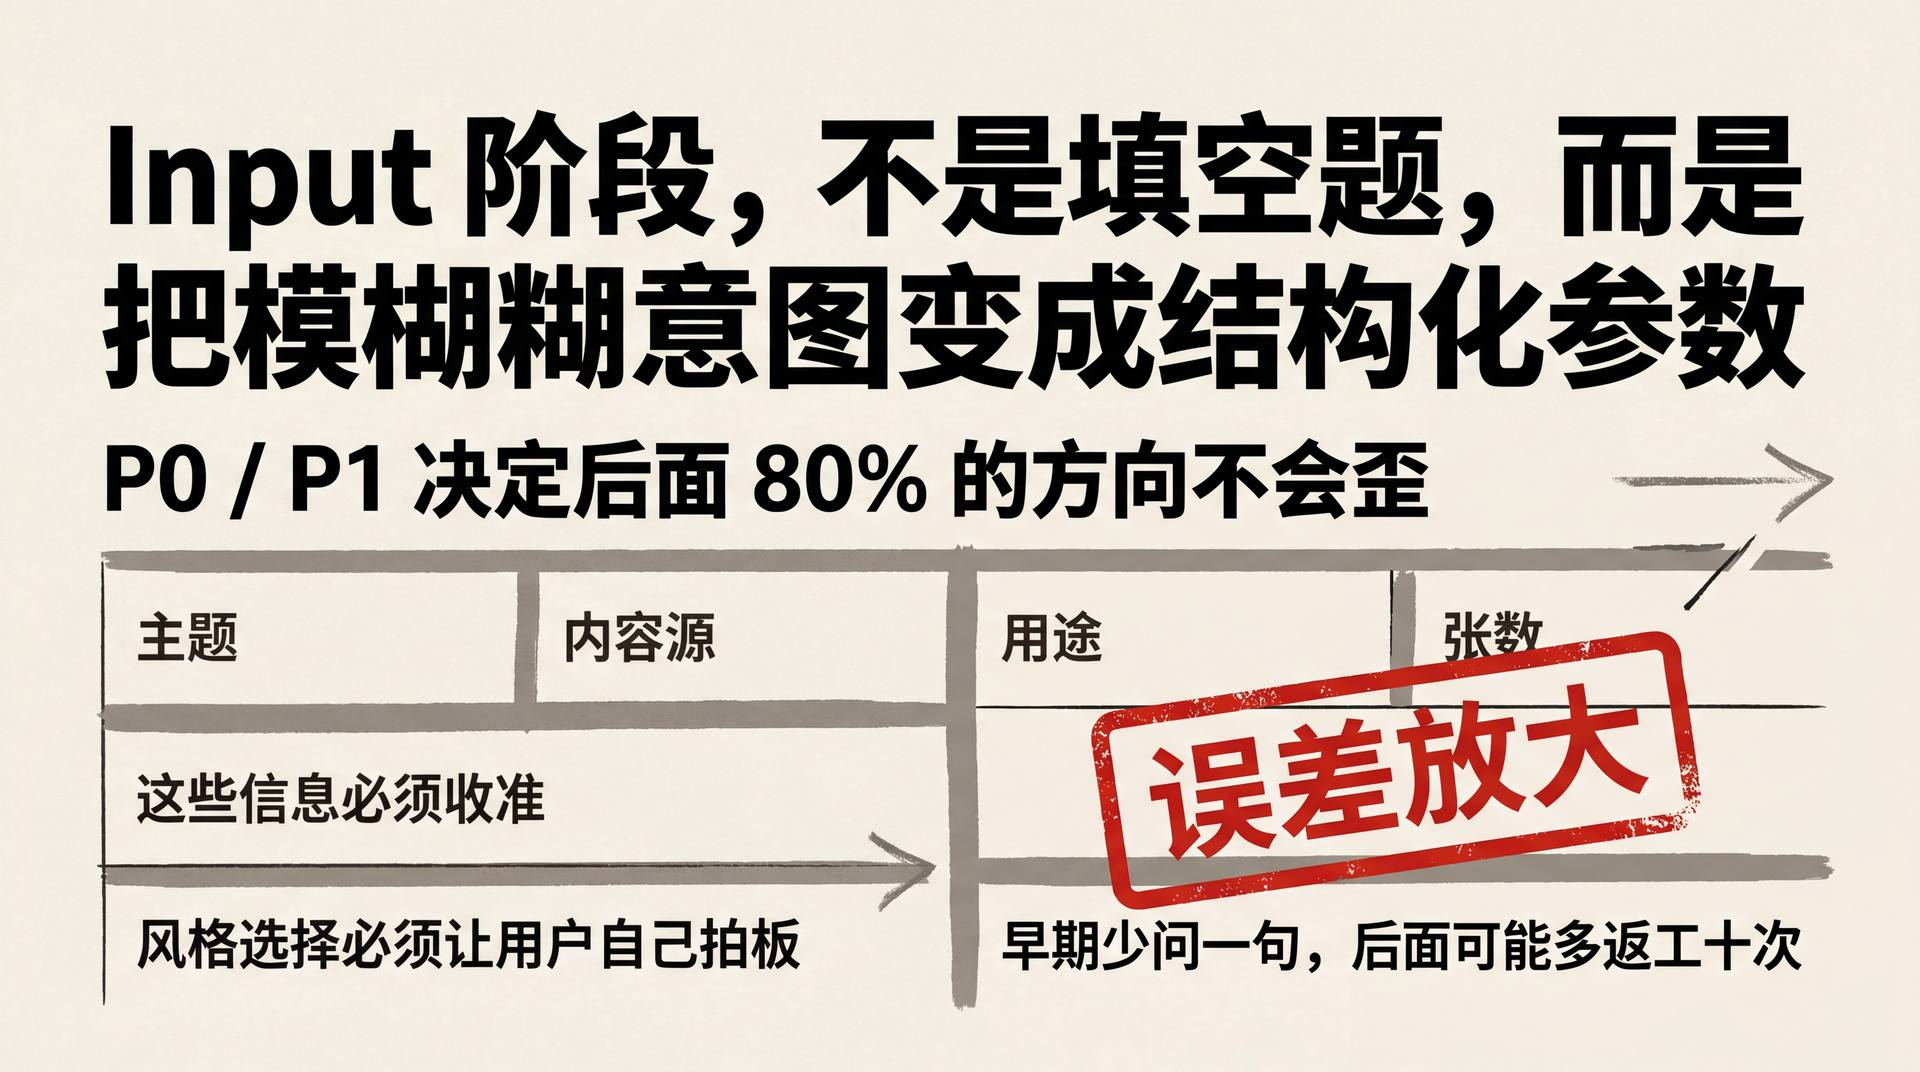 Input 阶段，不是填空题，而是
把模糊糊意图变成结构化参数
P0 / P1 决定后面 80% 的方向不会歪
主题
内容源
用途
张数
这些信息必须收准
误差放大
风格选择必须让用户自己拍板
早期少问一句，后面可能多返工十次